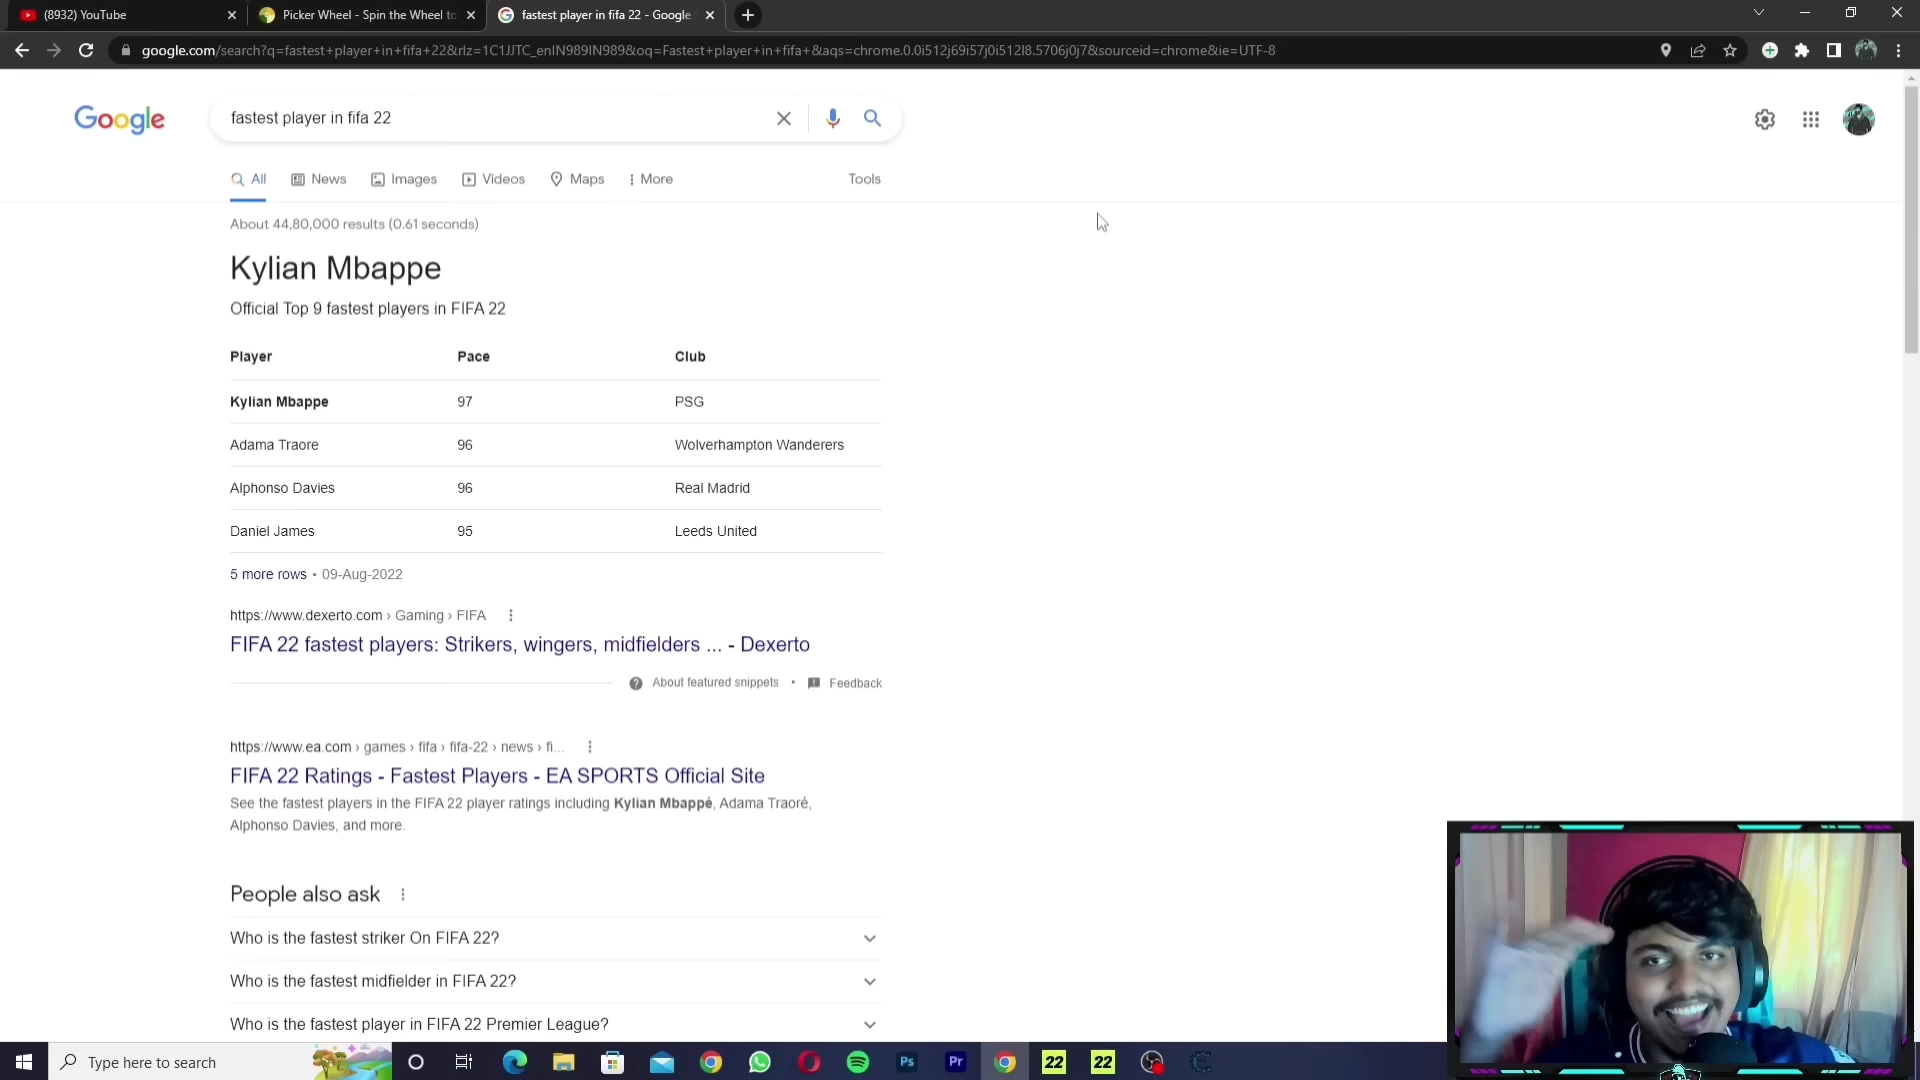 (8932) YouTube
Picker Wheel - Spin the Wheel to
fastest player in fifa 22 - Google
google.com/search?q=fastest+player+in+fifa+22&rlz=1C1JJTC_enIN989IN989&oq=Fastest+player+in+fifa+&aqs=chrome.0.0i512j69i57j0i512l8.5706j0j7&sourceid=chrome&ie=UTF-8
Google
fastest player in fifa 22
All
News
Images
Videos
Maps
More
Tools
About 44,80,000 results (0.61 seconds)
Kylian Mbappe
Official Top 9 fastest players in FIFA 22
Player Pace Club
Kylian Mbappe 97 PSG
Adama Traore 96 Wolverhampton Wanderers
Alphonso Davies 96 Real Madrid
Daniel James 95 Leeds United
5 more rows • 09-Aug-2022
https://www.dexerto.com › Gaming › FIFA
FIFA 22 fastest players: Strikers, wingers, midfielders ... - Dexerto
About featured snippets • Feedback
https://www.ea.com › games › fifa › fifa-22 › news › fi...
FIFA 22 Ratings - Fastest Players - EA SPORTS Official Site
See the fastest players in the FIFA 22 player ratings including Kylian Mbappé, Adama Traoré,
Alphonso Davies, and more.
People also ask
Who is the fastest striker On FIFA 22?
Who is the fastest midfielder in FIFA 22?
Who is the fastest player in FIFA 22 Premier League?
Type here to search
Ps
Pr
22
22